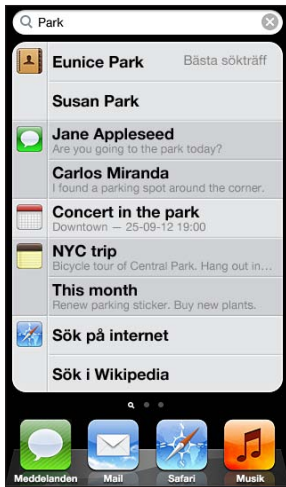 Park
Eunice Park Bästa sökträff
Susan Park
Jane Appleseed
Are you going to the park today?
Carlos Miranda
I found a parking spot around the corner.
Concert in the park
Downtown — 25-09-12 19:00
NYC trip
Bicycle tour of Central Park. Hang out in...
This month
Renew parking sticker. Buy new plants.
Sök på internet
Sök i Wikipedia
Meddelanden Mail Safari Musik